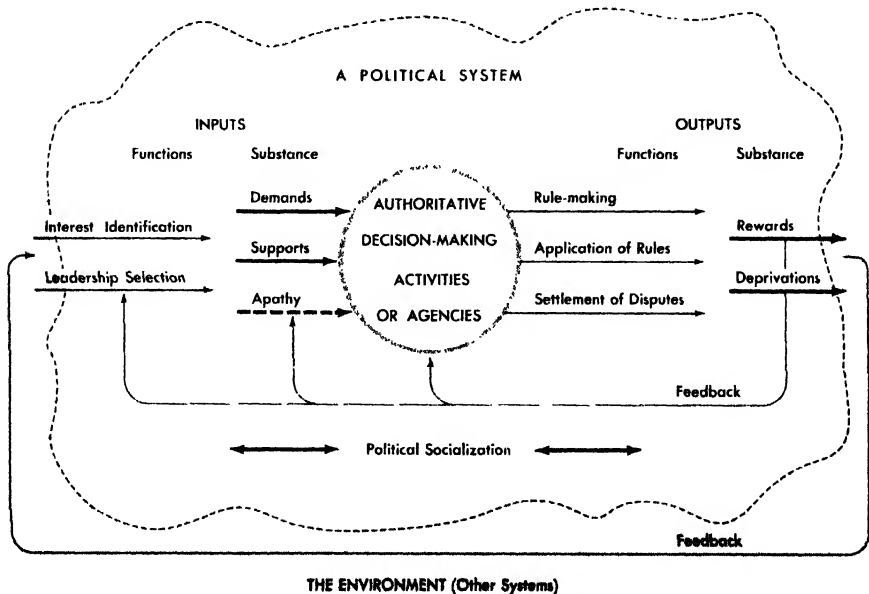 A POLITICAL SYSTEM
INPUTS
OUTPUTS
Functions Substance
Functions Substance
Demands
Rule-making
Interest Identification
Rewards
Supports
Application of Rules
Leadership Selection
Deprivations
Apathy
Settlement of Disputes
AUTHORITATIVE
DECISION-MAKING
ACTIVITIES
OR AGENCIES
Feedback
Political Socialization
Feedback
THE ENVIRONMENT (Other Systems)